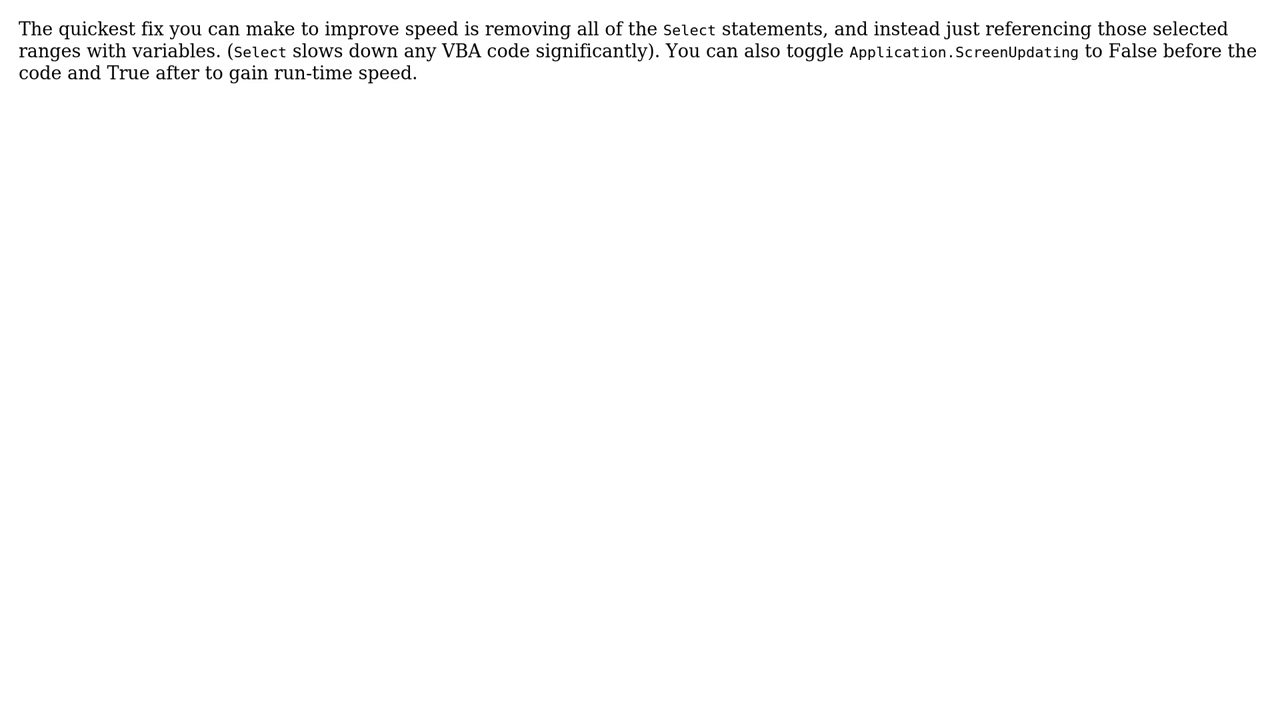 The quickest fix you can make to improve speed is removing all of the Select statements, and instead just referencing those selected
ranges with variables. (Select slows down any VBA code significantly). You can also toggle Application.ScreenUpdating to False before the
code and True after to gain run-time speed.